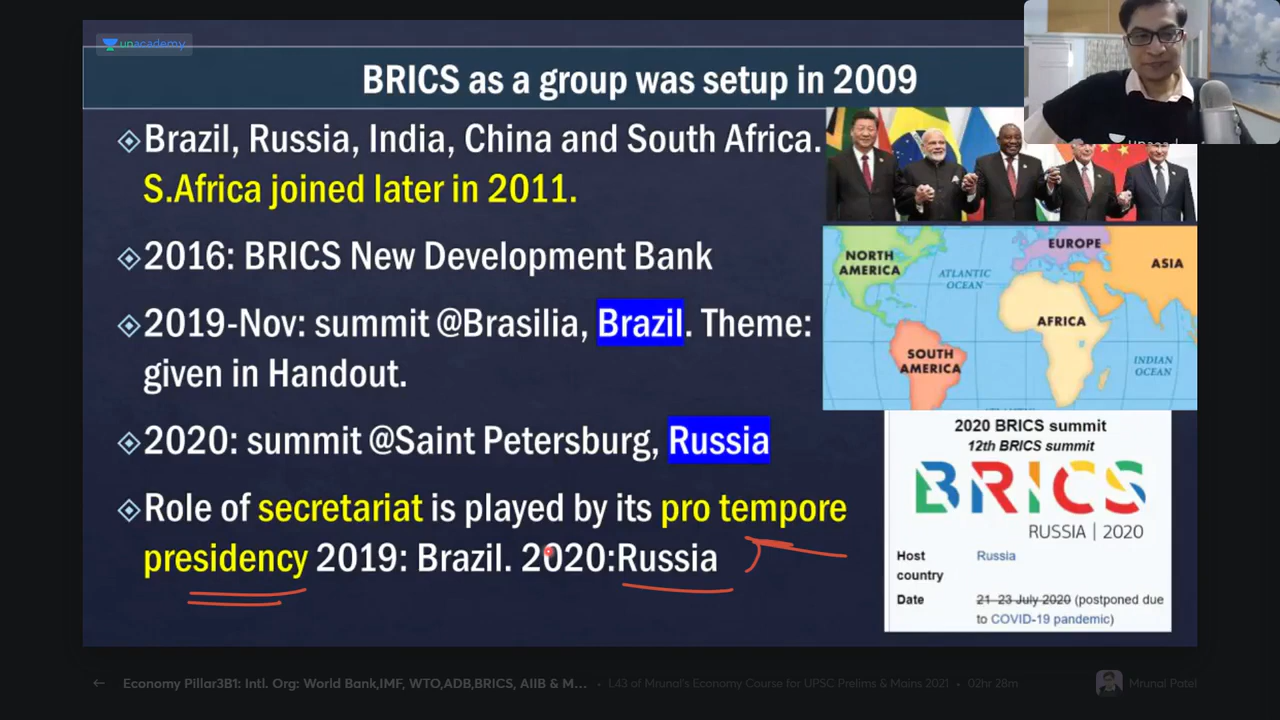 unacademy
BRICS as a group was setup in 2009
Brazil, Russia, India, China and South Africa.
S.Africa joined later in 2011.
2016: BRICS New Development Bank
2019-Nov: summit @Brasilia, Brazil. Theme:
given in Handout.
2020: summit @Saint Petersburg, Russia
Role of secretariat is played by its pro tempore
presidency 2019: Brazil. 2020:Russia
NORTH
AMERICA
ATLANTIC
OCEAN
EUROPE
ASIA
AFRICA
SOUTH
AMERICA
INDIAN
OCEAN
2020 BRICS summit
12th BRICS summit
BRICS
RUSSIA | 2020
Host
country
Russia
Date
21–23 July 2020 (postponed due
to COVID-19 pandemic)
Economy Pillar3B1: Intl. Org: World Bank,IMF, WTO,ADB,BRICS, AIIB & M... • L43 of Mrunal's Economy Course for UPSC Prelims & Mains 2021 • 02hr 28m
Mrunal Patel